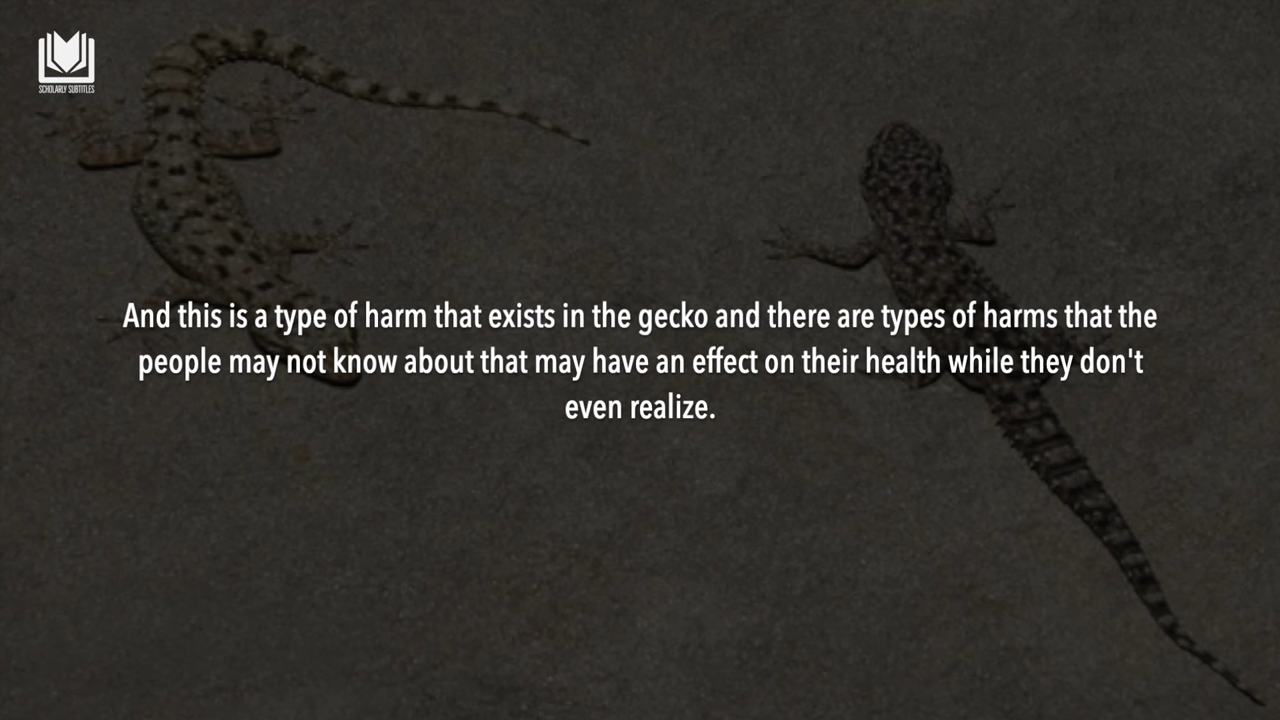 SCHOLARLY SUBTITLES
And this is a type of harm that exists in the gecko and there are types of harms that the
people may not know about that may have an effect on their health while they don't
even realize.